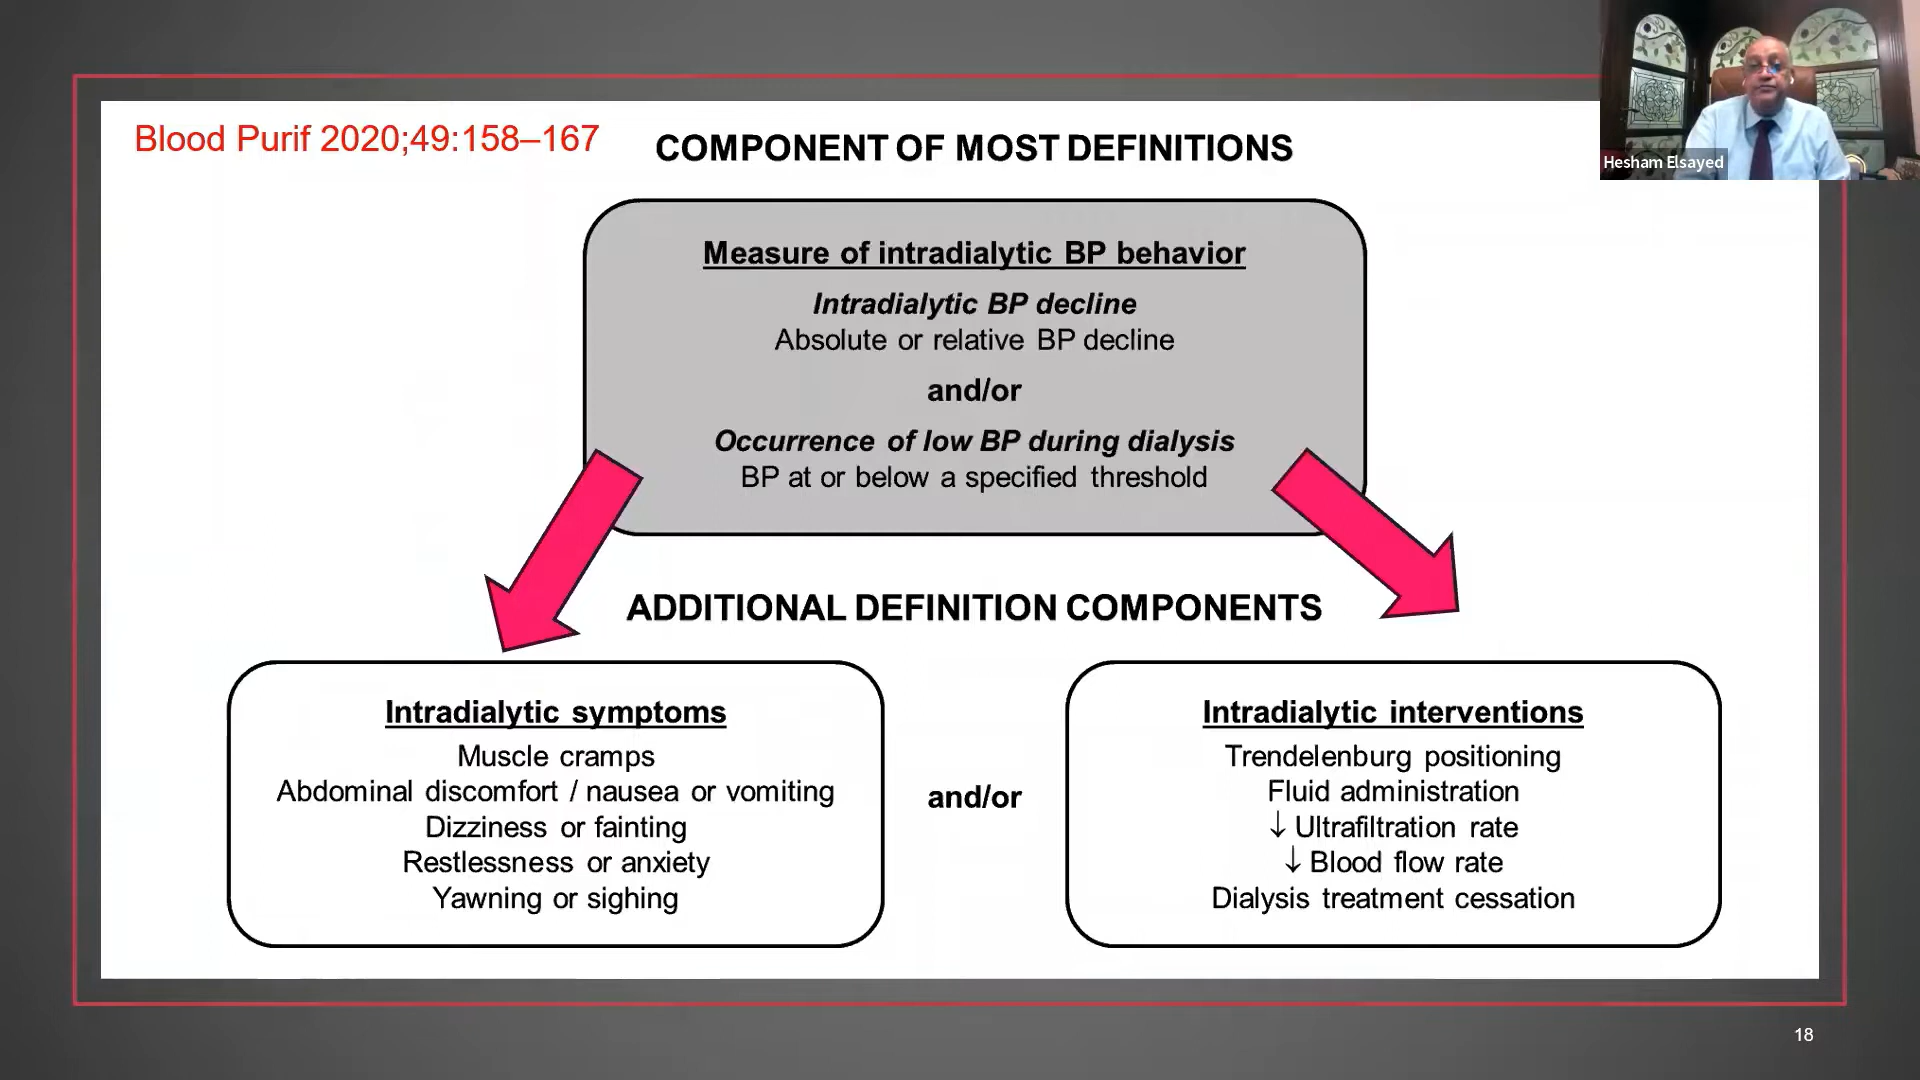 Blood Purif 2020;49:158–167
COMPONENT OF MOST DEFINITIONS
Hesham Elsayed
Measure of intradialytic BP behavior
Intradialytic BP decline
Absolute or relative BP decline
and/or
Occurrence of low BP during dialysis
BP at or below a specified threshold
ADDITIONAL DEFINITION COMPONENTS
Intradialytic symptoms
Muscle cramps
Abdominal discomfort / nausea or vomiting
Dizziness or fainting
Restlessness or anxiety
Yawning or sighing
and/or
Intradialytic interventions
Trendelenburg positioning
Fluid administration
↓ Ultrafiltration rate
↓ Blood flow rate
Dialysis treatment cessation
18